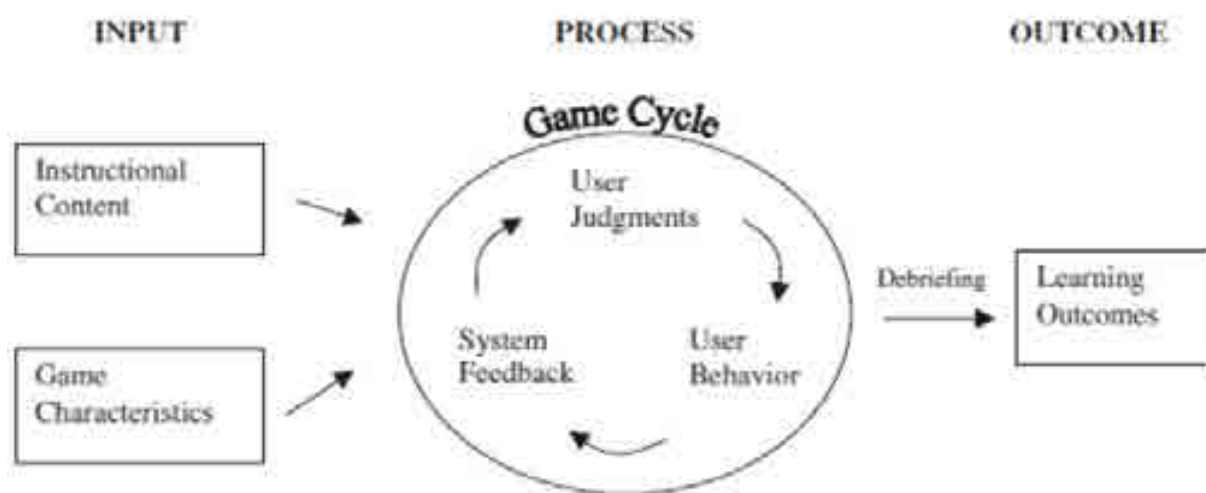 INPUT
PROCESS
OUTCOME
Game Cycle
Instructional
Content
Game
Characteristics
User
Judgments
System
Feedback
User
Behavior
Debriefing
Learning
Outcomes